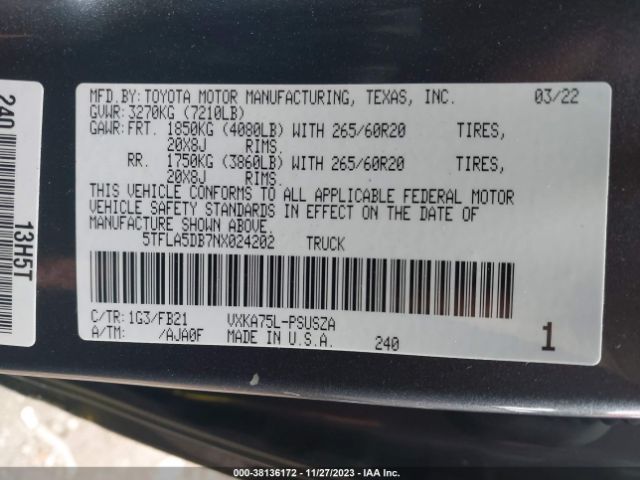 240
13H5T
MFD.BY:TOYOTA MOTOR MANUFACTURING, TEXAS, INC. 03/22
GVWR:3270KG (7210LB)
GAWR:FRT. 1850KG (4080LB) WITH 265/60R20 TIRES,
20X8J RIMS.
RR. 1750KG (3860LB) WITH 265/60R20 TIRES,
20X8J RIMS.
THIS VEHICLE CONFORMS TO ALL APPLICABLE FEDERAL MOTOR
VEHICLE SAFETY STANDARDS IN EFFECT ON THE DATE OF
MANUFACTURE SHOWN ABOVE.
5TFLA5DB7NX024202 TRUCK
C/TR:1G3/FB21 VXKA75L-PSUSZA
A/TM: /AJA0F MADE IN U.S.A. 240 1
000-38136172 — 11/27/2023 — IAA Inc.